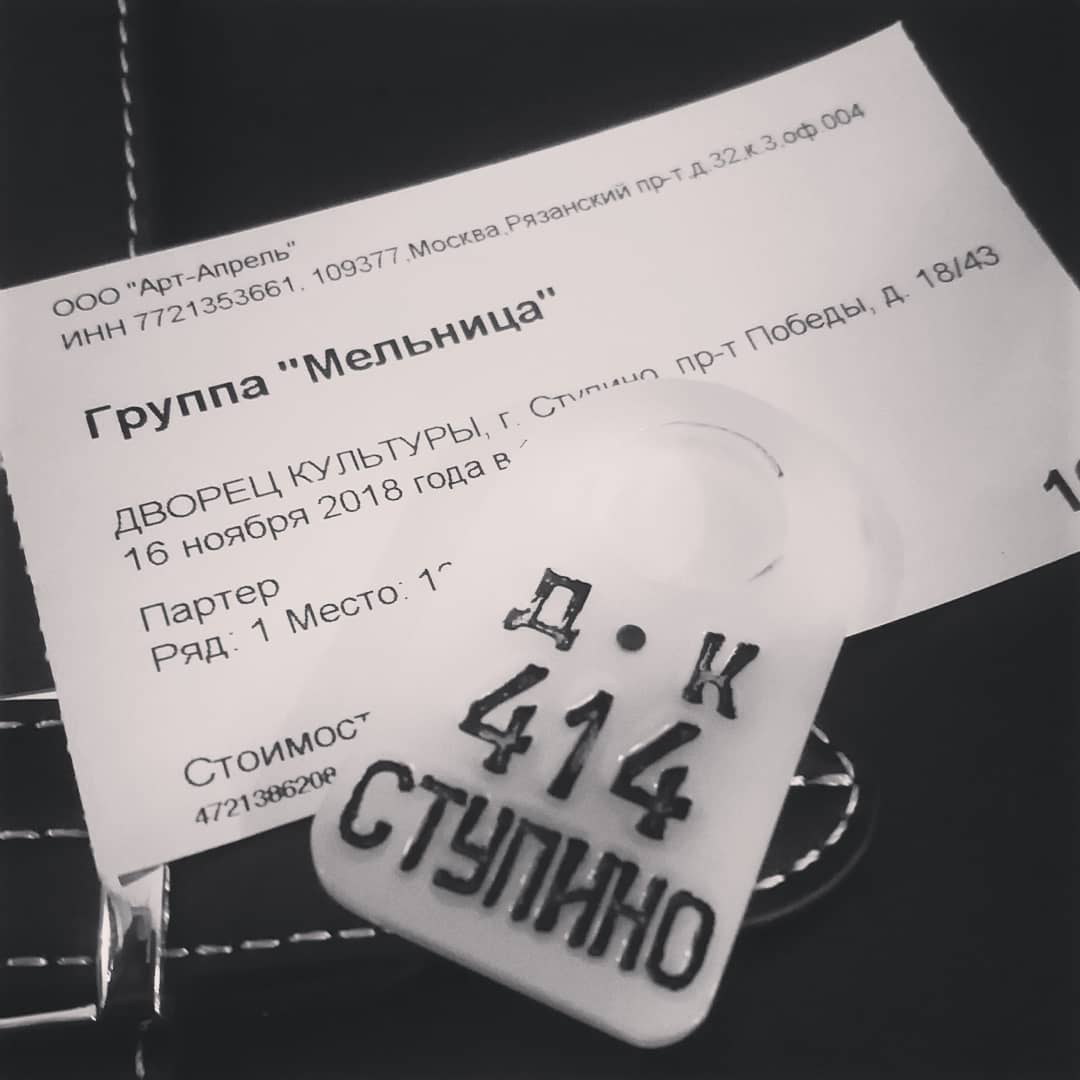 ООО "Арт-Апрель"
ИНН 7721353661, 109377,Москва,Рязанский пр-т,д.32,к.3,оф 004
Группа "Мельница"
ДВОРЕЦ КУЛЬТУРЫ, г. Ступино, пр-т Победы, д. 18/43
16 ноября 2018 года в
Партер
Ряд: 1 Место:
Д•К
414
СТУПИНО